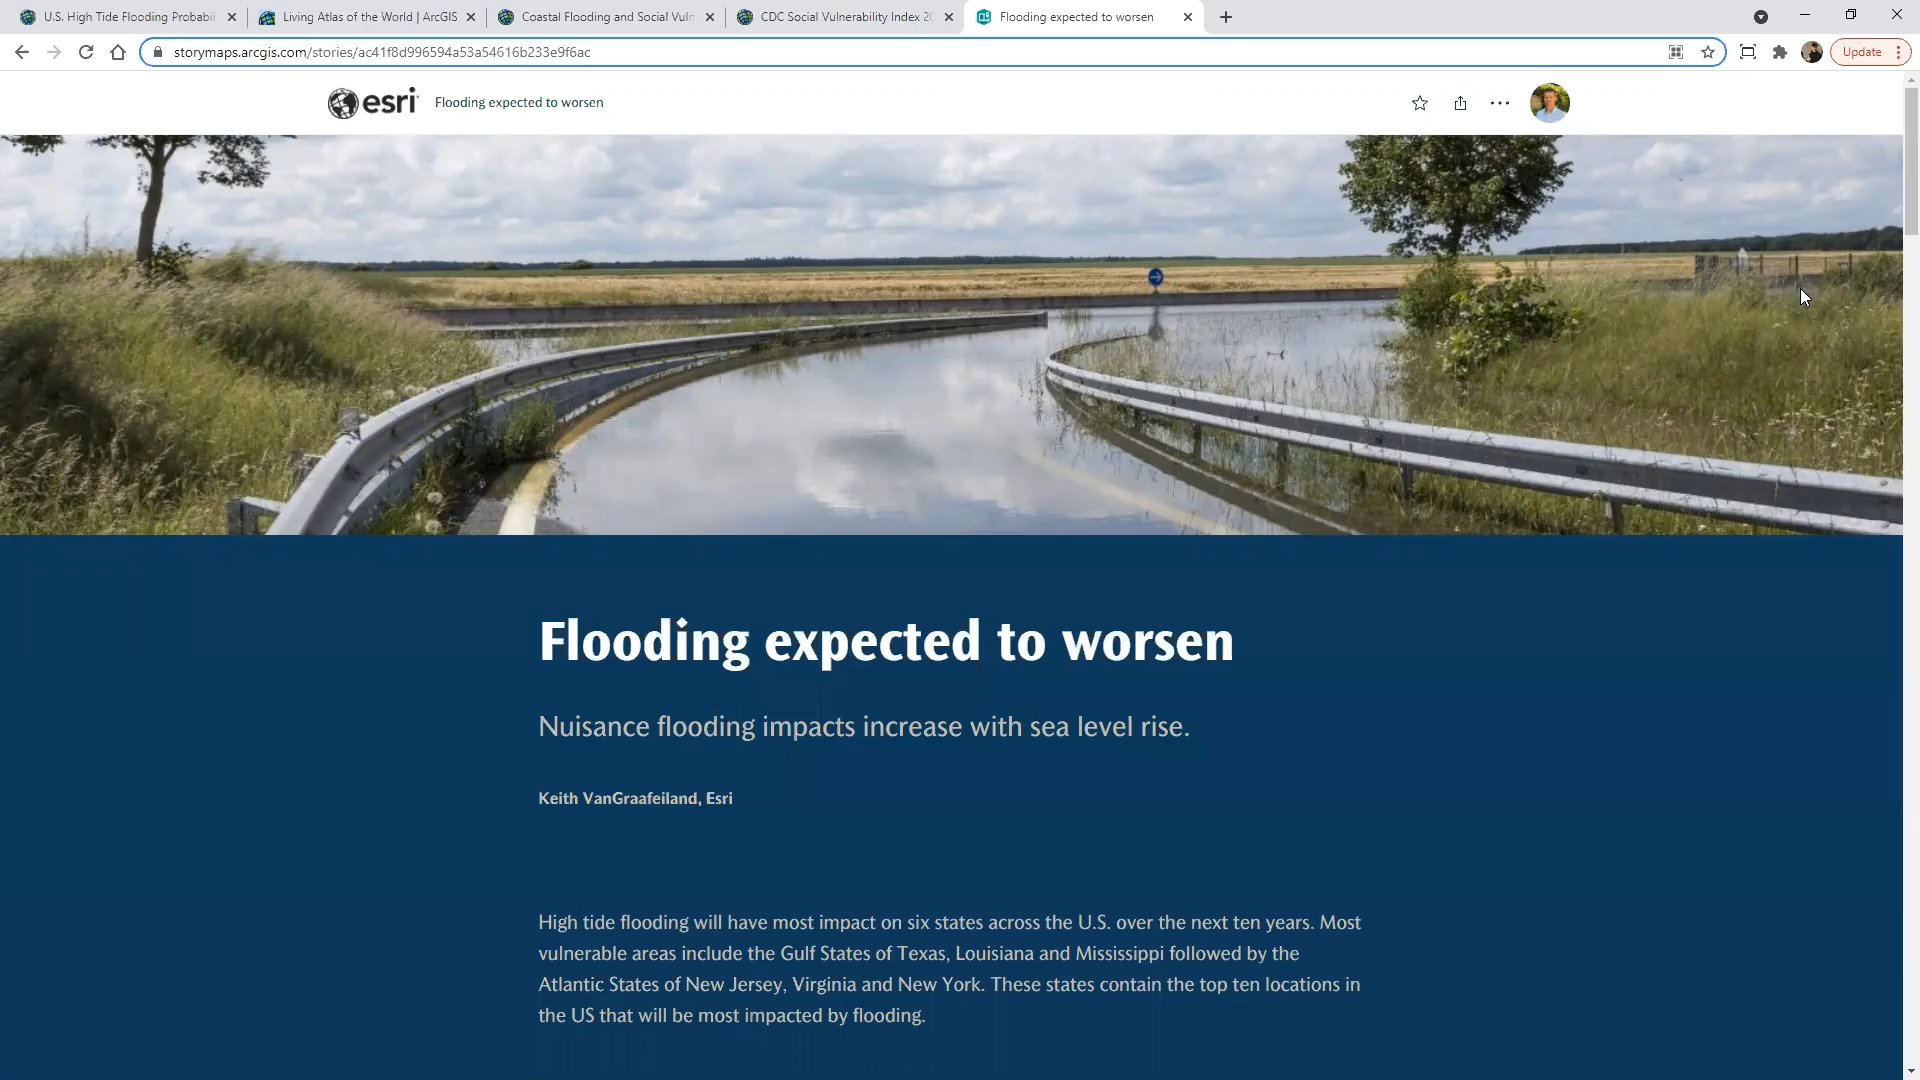 U.S. High Tide Flooding Probabil
Living Atlas of the World | ArcGIS
Coastal Flooding and Social Vuln
CDC Social Vulnerability Index 20
Flooding expected to worsen
storymaps.arcgis.com/stories/ac41f8d996594a53a54616b233e9f6ac
Update
esri
Flooding expected to worsen
Flooding expected to worsen
Nuisance flooding impacts increase with sea level rise.
Keith VanGraafeiland, Esri
High tide flooding will have most impact on six states across the U.S. over the next ten years. Most
vulnerable areas include the Gulf States of Texas, Louisiana and Mississippi followed by the
Atlantic States of New Jersey, Virginia and New York. These states contain the top ten locations in
the US that will be most impacted by flooding.